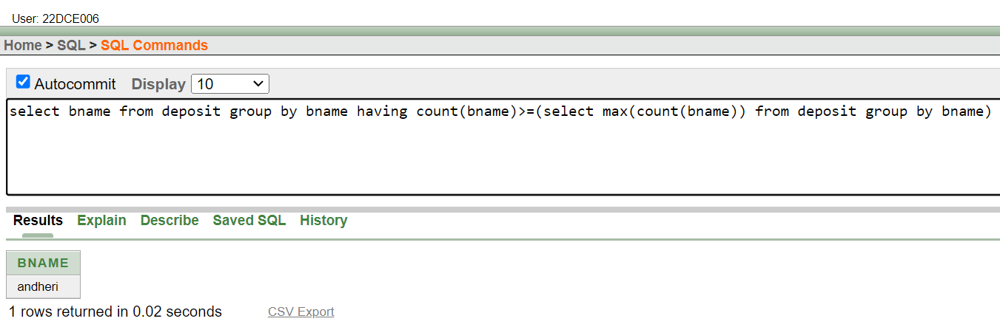 User: 22DCE006
Home > SQL > SQL Commands
Autocommit Display 10
select bname from deposit group by bname having count(bname)>=(select max(count(bname)) from deposit group by bname)
Results Explain Describe Saved SQL History
BNAME
andheri
1 rows returned in 0.02 seconds CSV Export